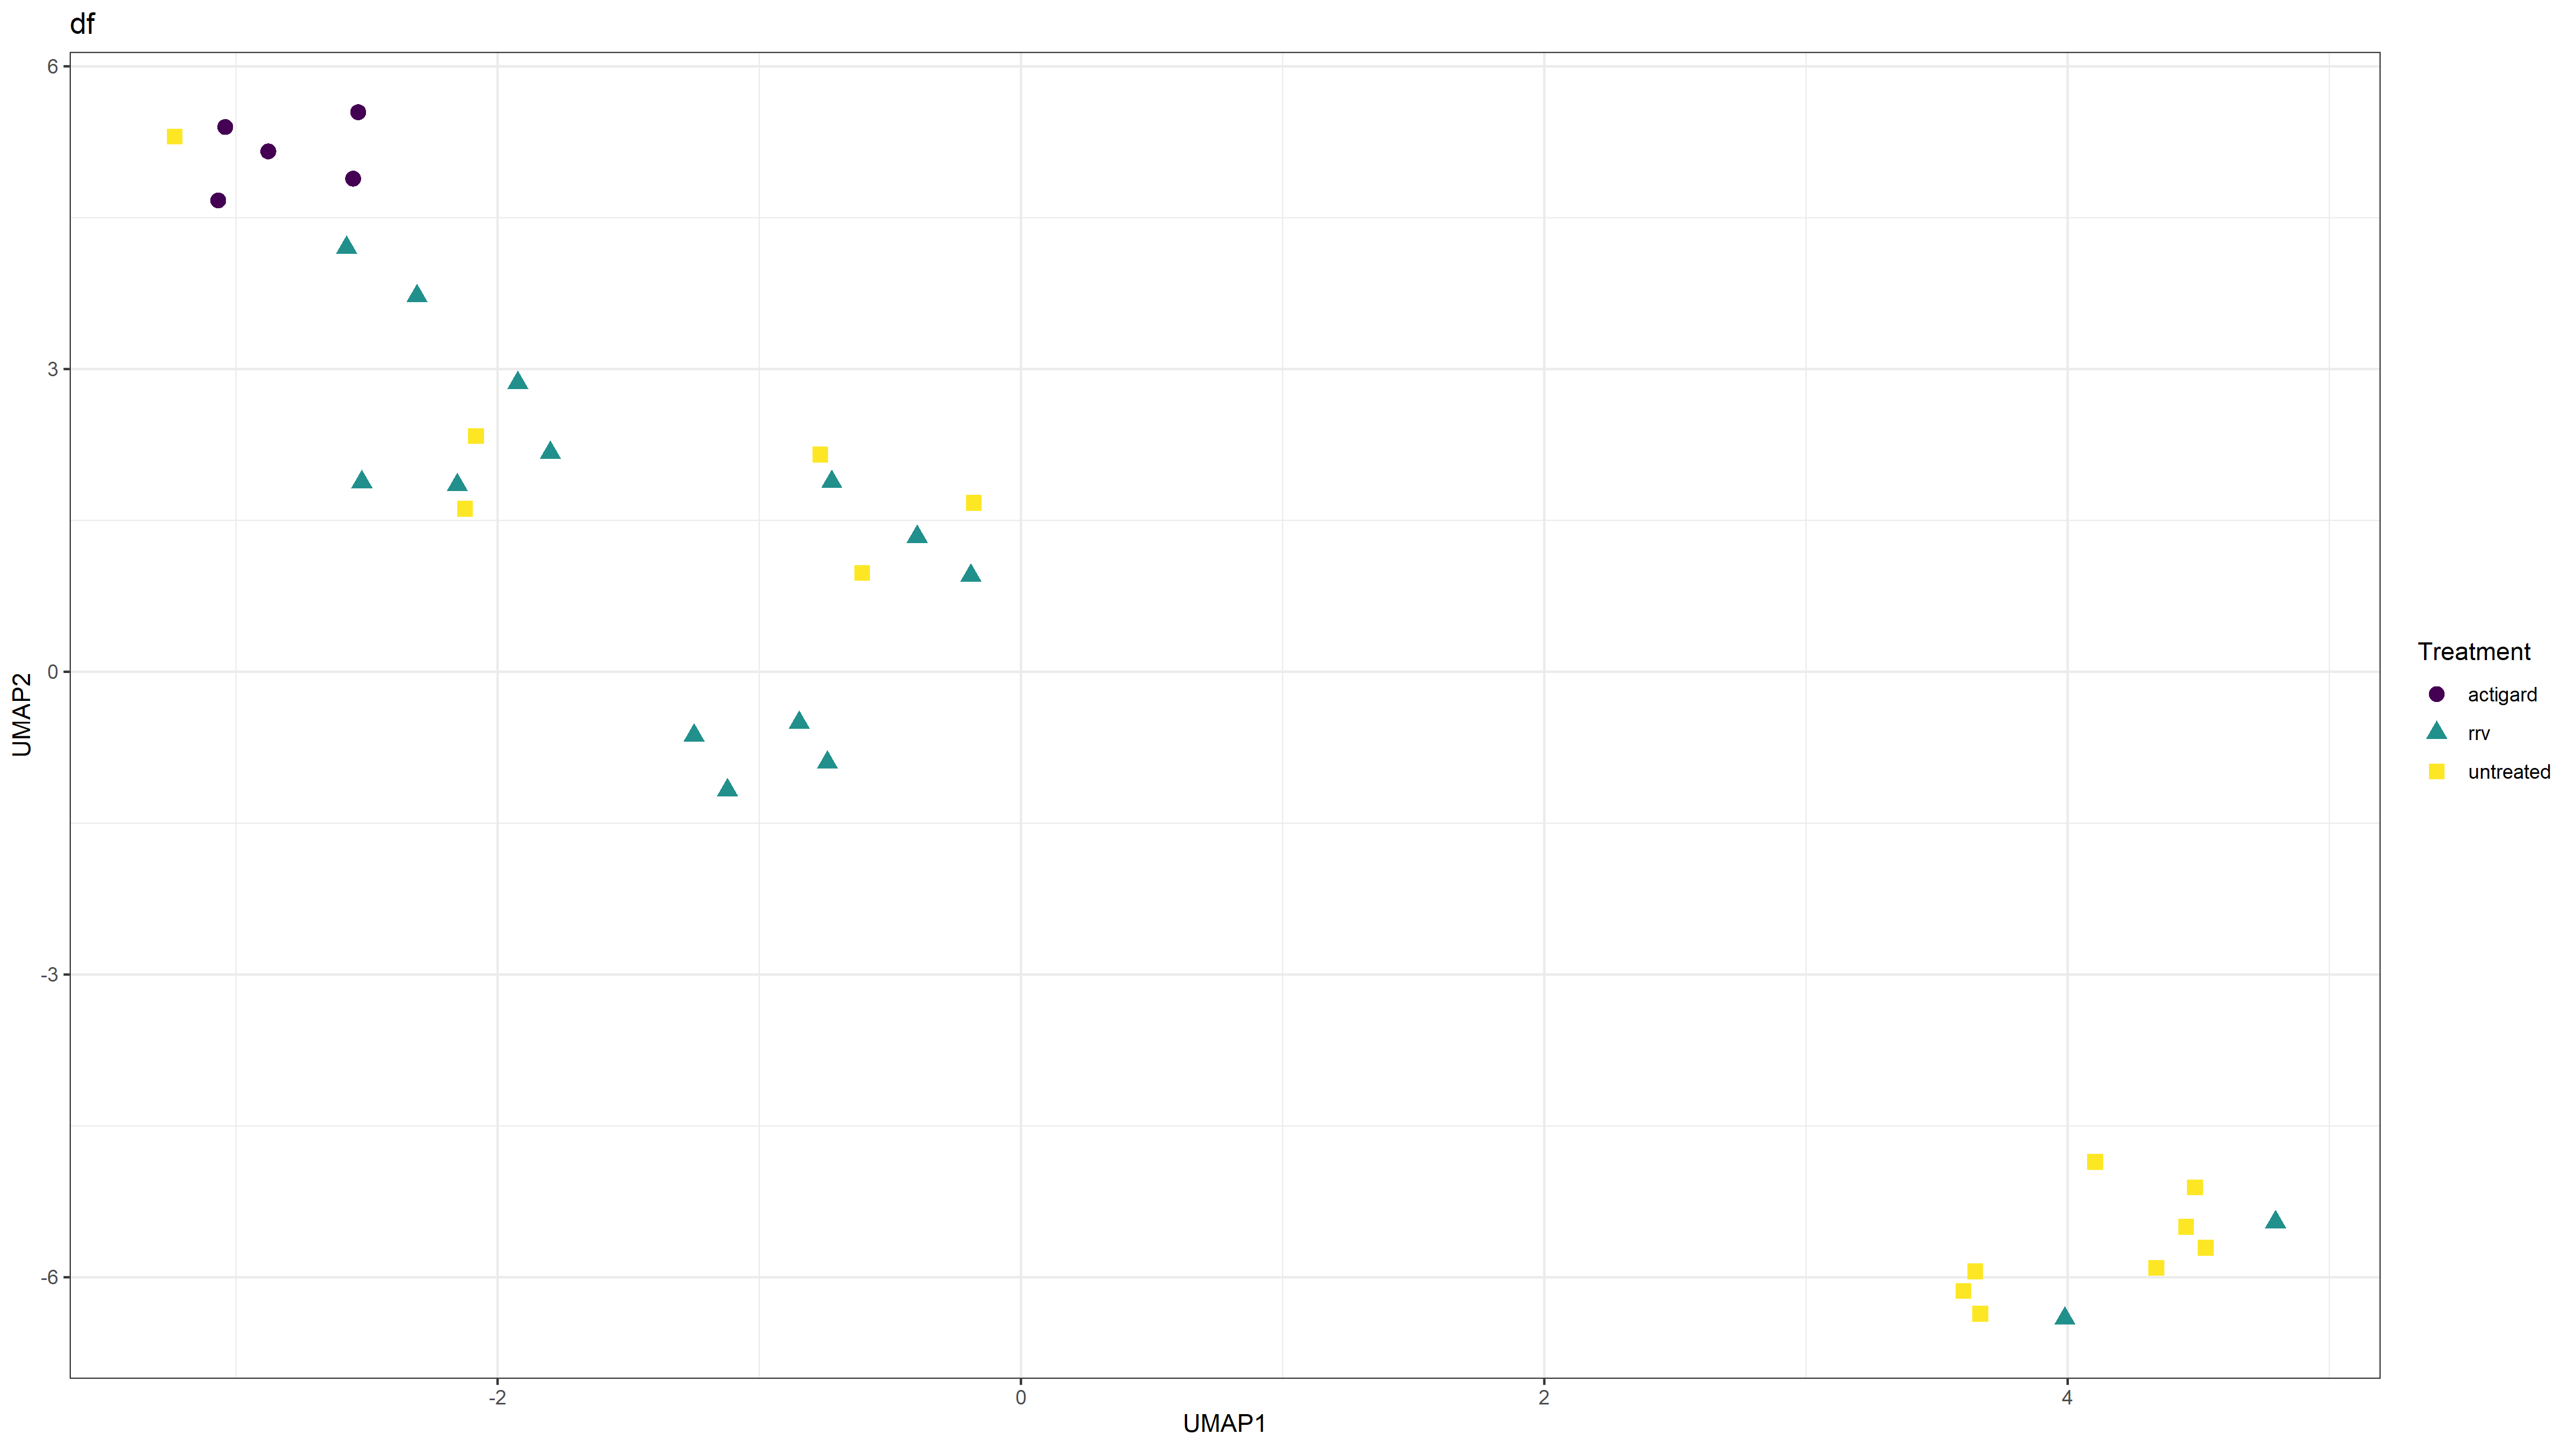 df
6
3
0
-3
-6
UMAP2
-2
0
2
4
UMAP1
Treatment
actigard
rrv
untreated